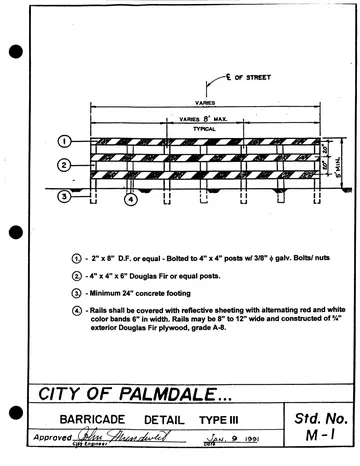 ℄ OF STREET
VARIES
VARIES 8' MAX.
TYPICAL
1
2
3
4
20"
20"
5' MIN.
1 - 2" x 8" D.F. or equal - Bolted to 4" x 4" posts w/ 3/8" ϕ galv. Bolts/ nuts
2 - 4" x 4" x 6" Douglas Fir or equal posts.
3 - Minimum 24" concrete footing
4 - Rails shall be covered with reflective sheeting with alternating red and white
color bands 6" in width. Rails may be 8" to 12" wide and constructed of ¾"
exterior Douglas Fir plywood, grade A-8.
CITY OF PALMDALE...
BARRICADE DETAIL TYPE III
Std. No.
M-1
Approved
JAN. 9 1991
City Engineer
Date